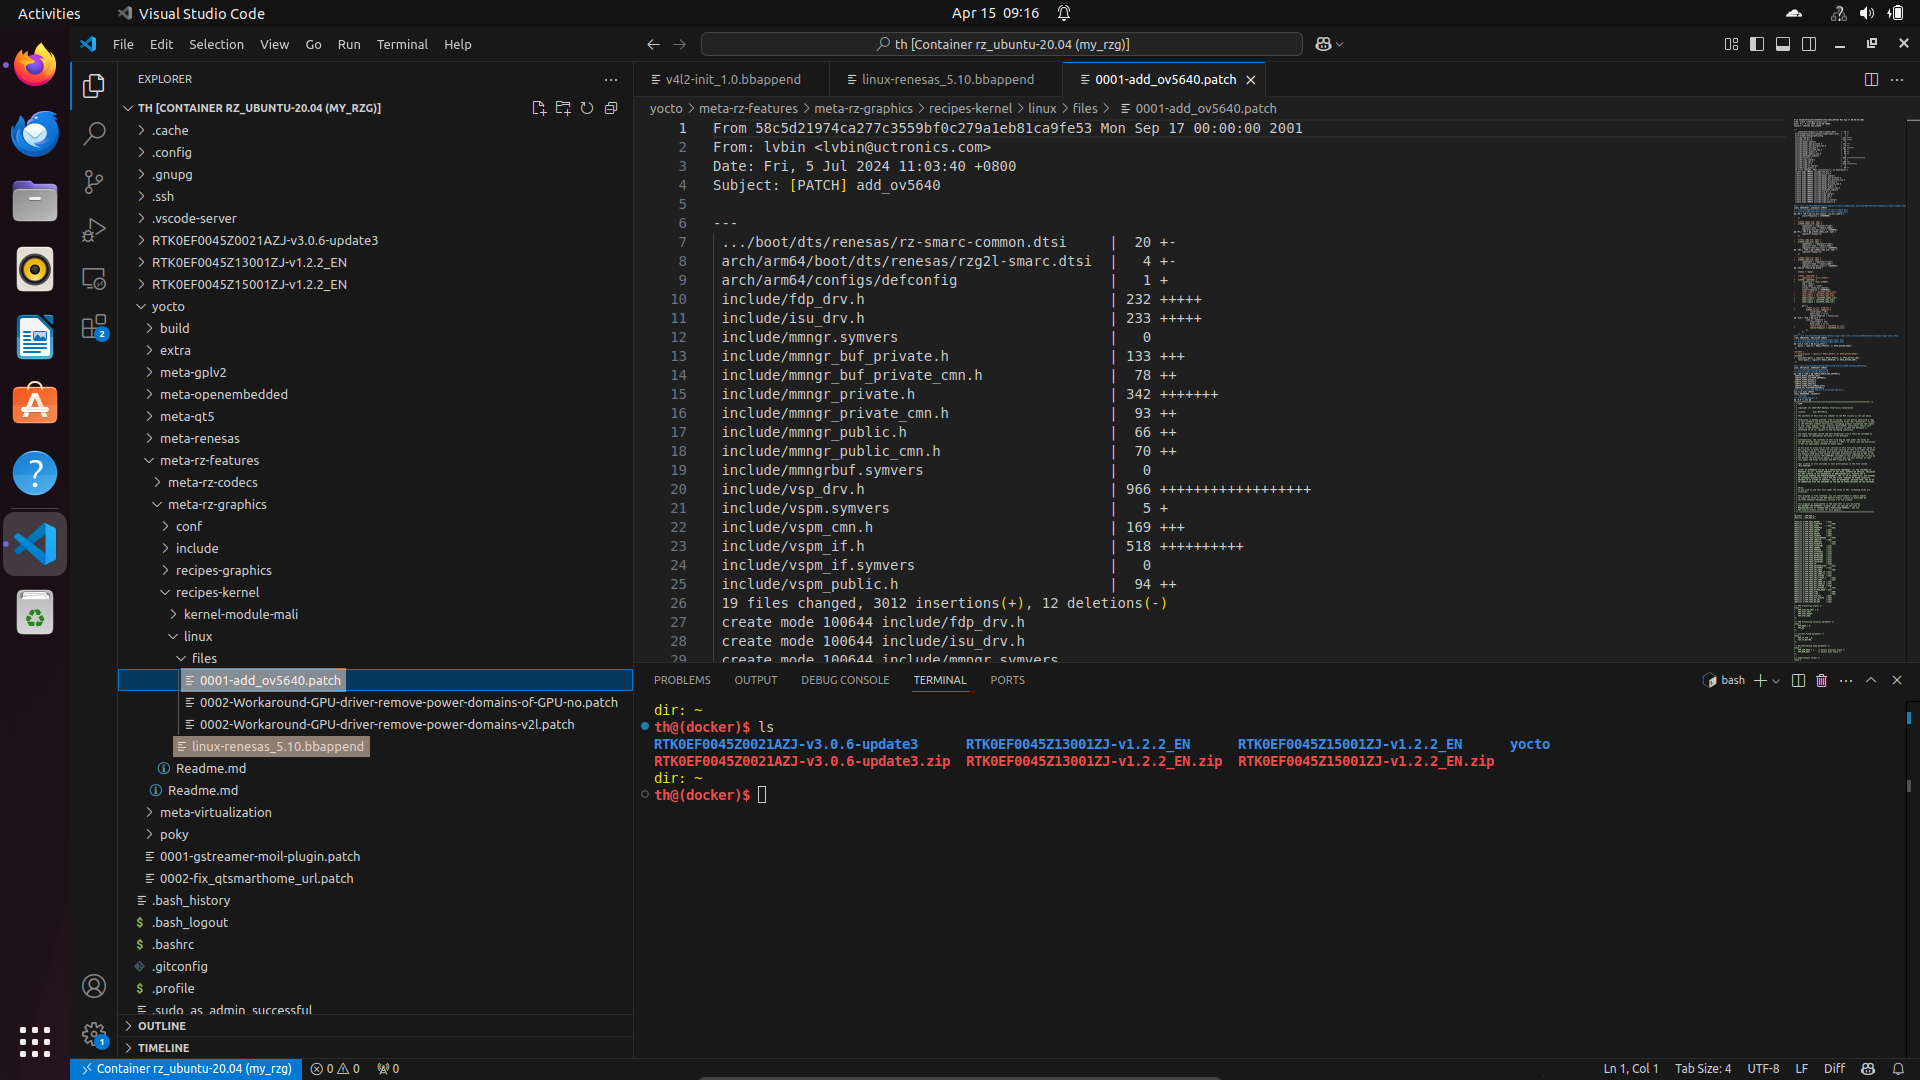 Activities
Visual Studio Code
Apr 15 09:16
File Edit Selection View Go Run Terminal Help
th [Container rz_ubuntu-20.04 (my_rzg)]
EXPLORER
TH [CONTAINER RZ_UBUNTU-20.04 (MY_RZG)]
.cache
.config
.gnupg
.ssh
.vscode-server
RTK0EF0045Z0021AZJ-v3.0.6-update3
RTK0EF0045Z13001ZJ-v1.2.2_EN
RTK0EF0045Z15001ZJ-v1.2.2_EN
yocto
build
extra
meta-gplv2
meta-openembedded
meta-qt5
meta-renesas
meta-rz-features
meta-rz-codecs
meta-rz-graphics
conf
include
recipes-graphics
recipes-kernel
kernel-module-mali
linux
files
0001-add_ov5640.patch
0002-Workaround-GPU-driver-remove-power-domains-of-GPU-no.patch
0002-Workaround-GPU-driver-remove-power-domains-v2l.patch
linux-renesas_5.10.bbappend
Readme.md
Readme.md
meta-virtualization
poky
0001-gstreamer-moil-plugin.patch
0002-fix_qtsmarthome_url.patch
.bash_history
.bash_logout
.bashrc
.gitconfig
.profile
.sudo_as_admin_successful
OUTLINE
TIMELINE
2
1
v4l2-init_1.0.bbappend
linux-renesas_5.10.bbappend
0001-add_ov5640.patch
yocto > meta-rz-features > meta-rz-graphics > recipes-kernel > linux > files > 0001-add_ov5640.patch
1 From 58c5d21974ca277c3559bf0c279a1eb81ca9fe53 Mon Sep 17 00:00:00 2001
2 From: lvbin <lvbin@uctronics.com>
3 Date: Fri, 5 Jul 2024 11:03:40 +0800
4 Subject: [PATCH] add_ov5640
5
6 ---
7 .../boot/dts/renesas/rz-smarc-common.dtsi | 20 +-
8 arch/arm64/boot/dts/renesas/rzg2l-smarc.dtsi | 4 +-
9 arch/arm64/configs/defconfig | 1 +
10 include/fdp_drv.h | 232 +++++
11 include/isu_drv.h | 233 +++++
12 include/mmngr.symvers | 0
13 include/mmngr_buf_private.h | 133 +++
14 include/mmngr_buf_private_cmn.h | 78 ++
15 include/mmngr_private.h | 342 +++++++
16 include/mmngr_private_cmn.h | 93 ++
17 include/mmngr_public.h | 66 ++
18 include/mmngr_public_cmn.h | 70 ++
19 include/mmngrbuf.symvers | 0
20 include/vsp_drv.h | 966 ++++++++++++++++++
21 include/vspm.symvers | 5 +
22 include/vspm_cmn.h | 169 +++
23 include/vspm_if.h | 518 ++++++++++
24 include/vspm_if.symvers | 0
25 include/vspm_public.h | 94 ++
26 19 files changed, 3012 insertions(+), 12 deletions(-)
27 create mode 100644 include/fdp_drv.h
28 create mode 100644 include/isu_drv.h
29 create mode 100644 include/mmngr.symvers
PROBLEMS OUTPUT DEBUG CONSOLE TERMINAL PORTS
bash
dir: ~
th@(docker)$ ls
RTK0EF0045Z0021AZJ-v3.0.6-update3 RTK0EF0045Z13001ZJ-v1.2.2_EN RTK0EF0045Z15001ZJ-v1.2.2_EN yocto
RTK0EF0045Z0021AZJ-v3.0.6-update3.zip RTK0EF0045Z13001ZJ-v1.2.2_EN.zip RTK0EF0045Z15001ZJ-v1.2.2_EN.zip
dir: ~
th@(docker)$
Container rz_ubuntu-20.04 (my_rzg) 0 0 0
Ln 1, Col 1 Tab Size: 4 UTF-8 LF Diff